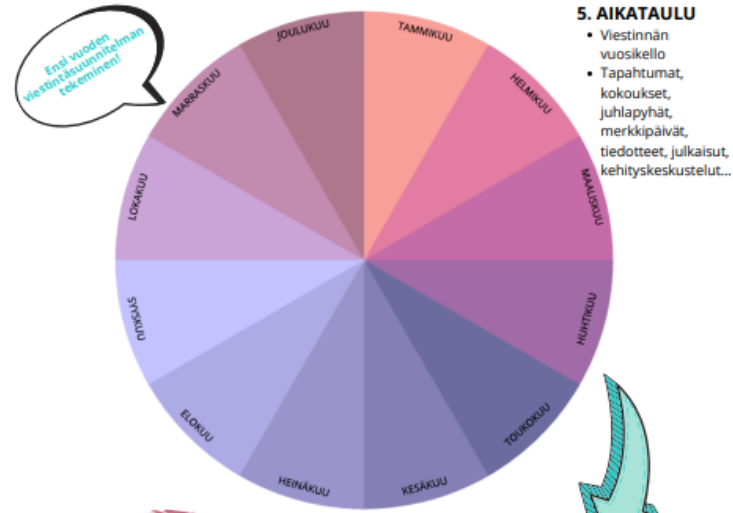 Ensi vuoden
viestintäsuunnitelman
tekeminen!
5. AIKATAULU
• Viestinnän
vuosikello
• Tapahtumat,
kokoukset,
juhlapyhät,
merkkipäivät,
tiedotteet, julkaisut,
kehityskeskustelut...
TAMMIKUU
HELMIKUU
MAALISKUU
HUHTIKUU
TOUKOKUU
KESÄKUU
HEINÄKUU
ELOKUU
SYYSKUU
LOKAKUU
MARRASKUU
JOULUKUU